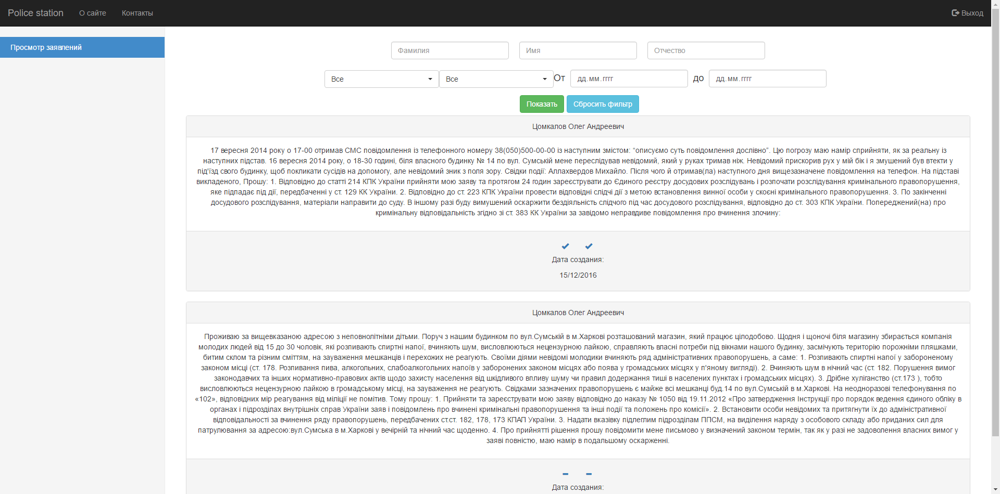 Police station О сайте Контакты Выход
Просмотр заявлений
Фамилия Имя Отчество
Все Все От дд.мм.гггг до дд.мм.гггг
Показать Сбросить фильтр
Цомкалов Олег Андреевич
17 вересня 2014 року о 17-00 отримав СМС повідомлення із телефонного номеру 38(050)500-00-00 із наступним змістом: “описуємо суть повідомлення дослівно”. Цю погрозу маю намір сприйняти, як за реальну із
наступних підстав. 16 вересня 2014 року, о 18-30 годині, біля власного будинку № 14 по вул. Сумській мене переслідував невідомий, який у руках тримав ніж. Невідомий прискорив рух у мій бік і я змушений був втекти у
під'їзд свого будинку, щоб покликати сусідів на допомогу, але невідомий зник з поля зору. Свідки події: Аллахвердов Михайло. Після чого й отримав(ла) наступного дня вищезазначене повідомлення на телефон. На підставі
викладеного, Прошу: 1. Відповідно до статті 214 КПК України прийняти мою заяву та протягом 24 годин зареєструвати до Єдиного реєстру досудових розслідувань і розпочати розслідування кримінального правопорушення,
яке підпадає під дії, передбаченні у ст. 129 КК України. 2. Відповідно до ст. 223 КПК України провести відповідні слідчі дії з метою встановлення винної особи у скоєні кримінального правопорушення. 3. По закінченні
досудового розслідування, матеріали направити до суду. В іншому разі буду вимушений оскаржити бездіяльність слідчого під час досудового розслідування, відповідно до ст. 303 КПК України. Попереджений(на) про
кримінальну відповідальність згідно зі ст. 383 КК України за завідомо неправдиве повідомлення про вчинення злочину:
Дата создания:
15/12/2016
Цомкалов Олег Андреевич
Проживаю за вищевказаною адресою з неповнолітніми дітьми. Поруч з нашим будинком по вул.Сумській в м.Харкові розташований магазин, який працює цілодобово. Щодня і щоночі біля магазину збирається компанія
молодих людей від 15 до 30 чоловік, які розпивають спиртні напої, вчиняють шум, висловлюються нецензурною лайкою, справляють власні потреби під вікнами нашого будинку, засмічують територію порожніми пляшками,
битим склом та різним сміттям, на зауваження мешканців і перехожих не реагують. Своїми діями невідомі молодики вчиняють ряд адміністративних правопорушень, а саме: 1. Розпивають спиртні напої у забороненому
законом місці (ст. 178. Розпивання пива, алкогольних, слабоалкогольних напоїв у заборонених законом місцях або поява у громадських місцях у п'яному вигляді). 2. Вчиняють шум в нічний час (ст. 182. Порушення вимог
законодавчих та інших нормативно-правових актів щодо захисту населення від шкідливого впливу шуму чи правил додержання тиші в населених пунктах і громадських місцях). 3. Дрібне хуліганство (ст.173 ), тобто
висловлюються нецензурною лайкою в громадському місці, на зауваження не реагують. Свідками зазначених правопорушень є майже всі мешканці буд.14 по вул.Сумській в м.Харкові. На неодноразові телефонування по
«102», відповідних мір реагування від міліції не помітив. Тому прошу: 1. Прийняти та зареєструвати мою заяву відповідно до наказу № 1050 від 19.11.2012 «Про затвердження Інструкції про порядок ведення єдиного обліку в
органах і підрозділах внутрішніх справ України заяв і повідомлень про вчинені кримінальні правопорушення та інші події та положень про комісії». 2. Встановити особи невідомих та притягнути їх до адміністративної
відповідальності за вчинення ряду правопорушень, передбачених ст.ст. 182, 178, 173 КПАП України. 3. Надати вказівку підлеглим підрозділам ППСМ, на виділення наряду з особового складу або приданих сил для
патрулювання за адресою:вул.Сумська в м.Харкові у вечірній та нічний час щоденно. 4. Про прийнятті рішення прошу повідомити мене письмово у визначений законом термін, так як у разі не задоволення власних вимог у
заяві повністю, маю намір в подальшому оскарженні.
Дата создания: